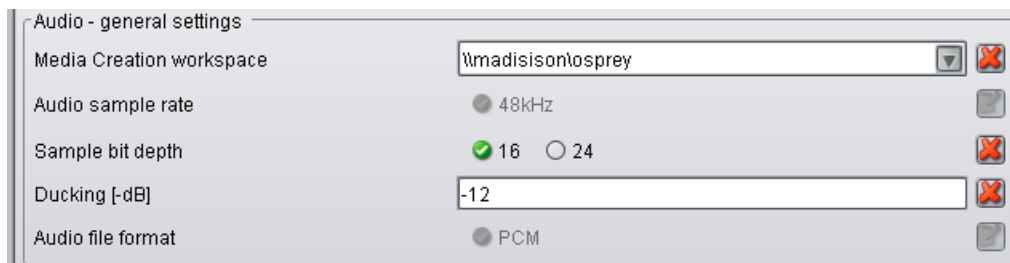 Audio - general settings
Media Creation workspace \\madisison\osprey
Audio sample rate 48kHz
Sample bit depth 16 24
Ducking [-dB] -12
Audio file format PCM